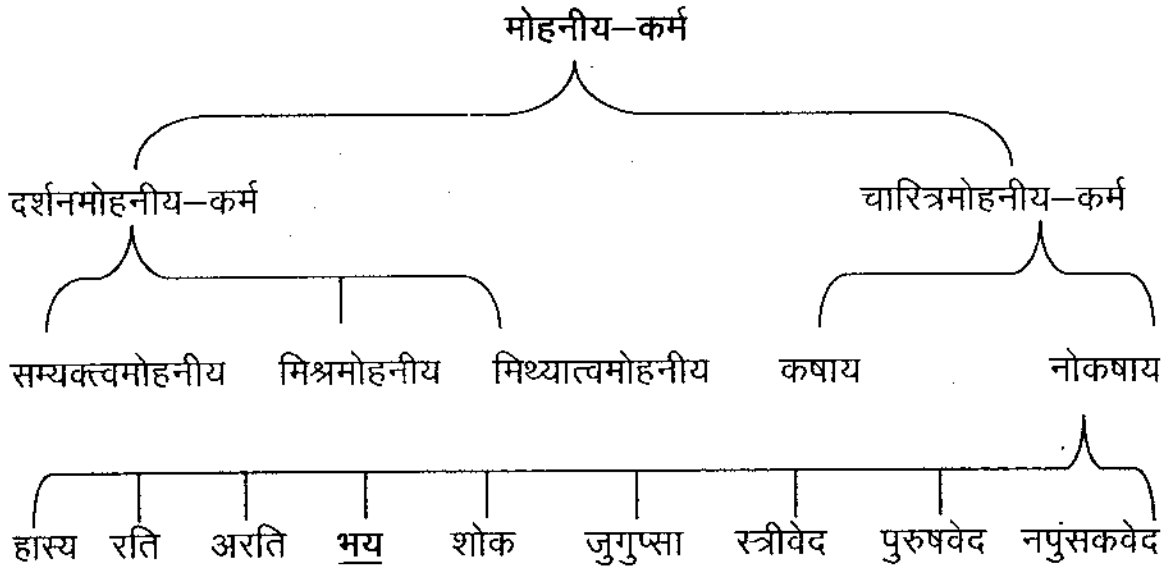 मोहनीय–कर्म
दर्शनमोहनीय–कर्म चारित्रमोहनीय–कर्म
सम्यक्त्वमोहनीय मिश्रमोहनीय मिथ्यात्वमोहनीय कषाय नोकषाय
हास्य रति अरति भय शोक जुगुप्सा स्त्रीवेद पुरुषवेद नपुंसकवेद